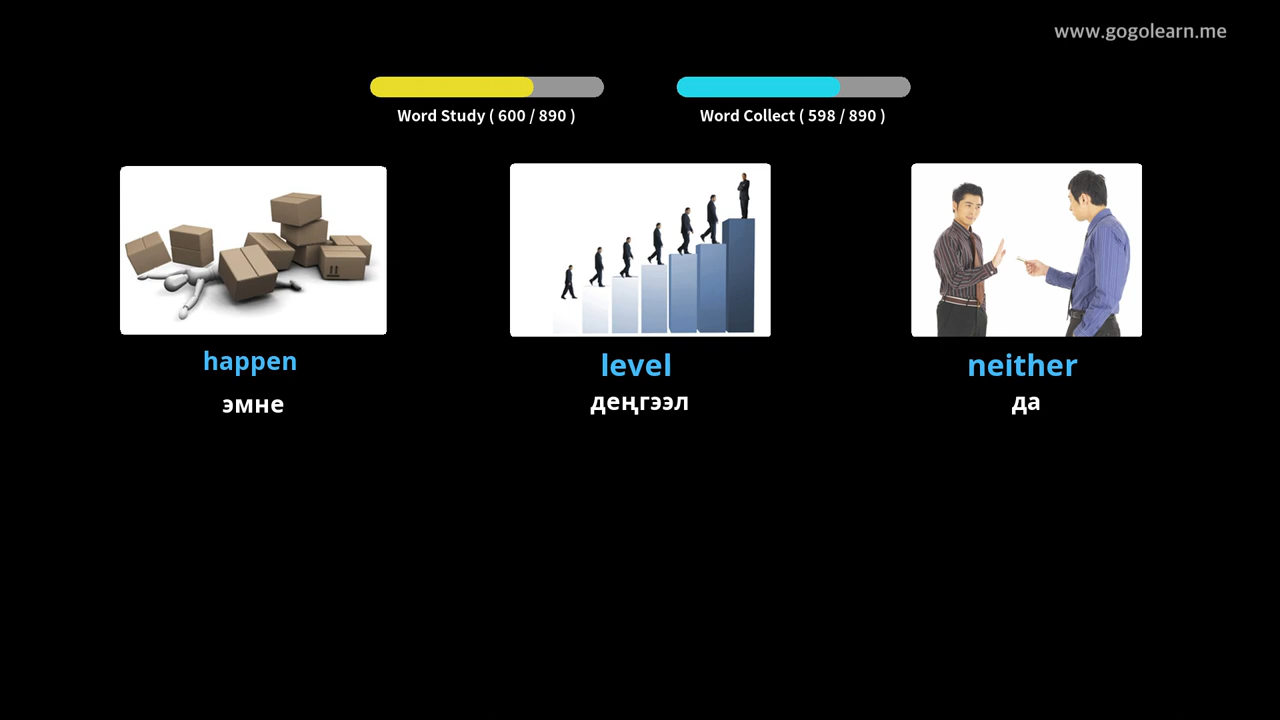 www.gogolearn.me
Word Study ( 600 / 890 )
Word Collect ( 598 / 890 )
happen
эмне
level
деңгээл
neither
да